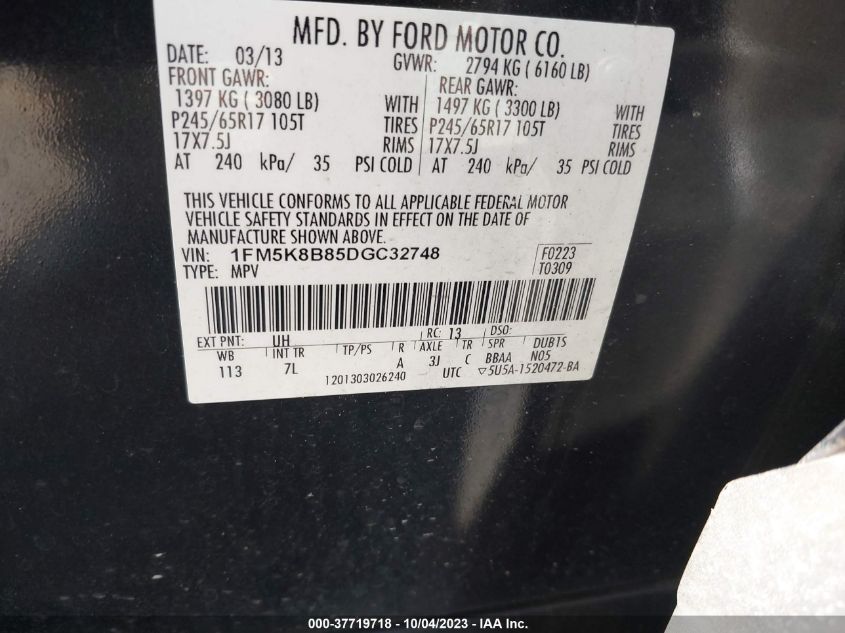 MFD. BY FORD MOTOR CO.
DATE: 03/13 GVWR: 2794 KG ( 6160 LB)
FRONT GAWR: REAR GAWR:
1397 KG ( 3080 LB) WITH 1497 KG ( 3300 LB) WITH
P245/65R17 105T TIRES P245/65R17 105T TIRES
17X7.5J RIMS 17X7.5J RIMS
AT 240 kPa/ 35 PSI COLD AT 240 kPa/ 35 PSI COLD
THIS VEHICLE CONFORMS TO ALL APPLICABLE FEDERAL MOTOR
VEHICLE SAFETY STANDARDS IN EFFECT ON THE DATE OF
MANUFACTURE SHOWN ABOVE.
VIN: 1FM5K8B85DGC32748 F0223
TYPE: MPV T0309
EXT PNT: UH RC: 13 DSO:
WB INT TR TP/PS R AXLE TR SPR DUB1S
113 7L A 3J C BBAA N05
1201303026240 UTC ▽5U5A-1520472-BA
000-37719718 - 10/04/2023 - IAA Inc.